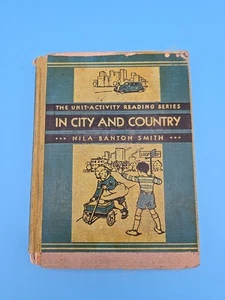 THE UNIT-ACTIVITY READING SERIES
IN CITY AND COUNTRY
NILA BANTON SMITH